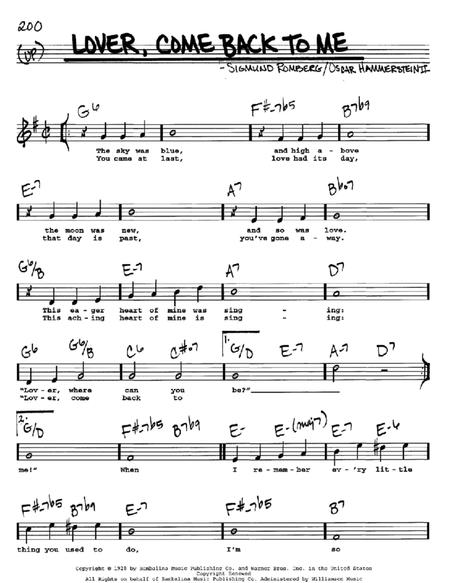 200
(UP)
LOVER, COME BACK TO ME
- SIGMUND ROMBERG/OSCAR HAMMERSTEIN II
G6 F#-7b5 B7b9
The sky was blue, and high a - bove
You came at last, love had its day,
E-7 A7 Bbo7
the moon was new, and so was love.
that day is past, you've gone a - way.
G6/B E-7 A7 D7
This ea - ger heart of mine was sing - ing:
This ach - ing heart of mine is sing - ing:
G6 G6/B C6 C#o7 1. G/D E-7 A-7 D7
"Lov - er, where can you be?"
"Lov - er, come back to
2. G/D F#-7b5 B7b9 E- E-(maj7) E-7 E-6
me!" When I re - mem - ber ev - 'ry lit - tle
F#-7b5 B7b9 E-7 F#-7b5 B7
thing you used to do, I'm so
Copyright © 1928 by Bambalina Music Publishing Co. and Warner Bros. Inc. in the United States
Copyright Renewed
All Rights on behalf of Bambalina Music Publishing Co. Administered by Williamson Music